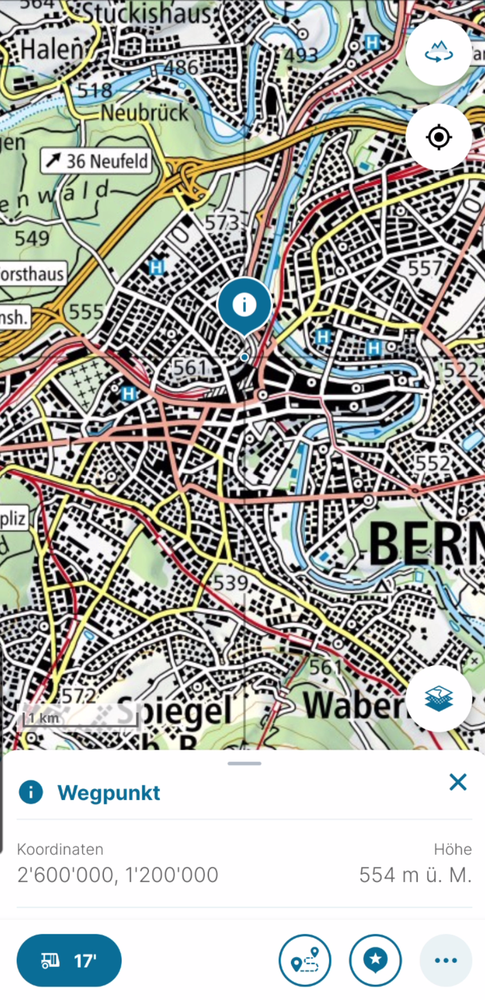 564
Stuckishaus
Halen
H
493
486
518
Neubrück
36 Neufeld
573
549
orsthaus
H
557
nsh.
555
H
H
561
522
H
552
pliz
BERN
539
561
572
Spiegel
Waber
1 km
b. B
Wegpunkt
Koordinaten
Höhe
2'600'000, 1'200'000
554 m ü. M.
17'